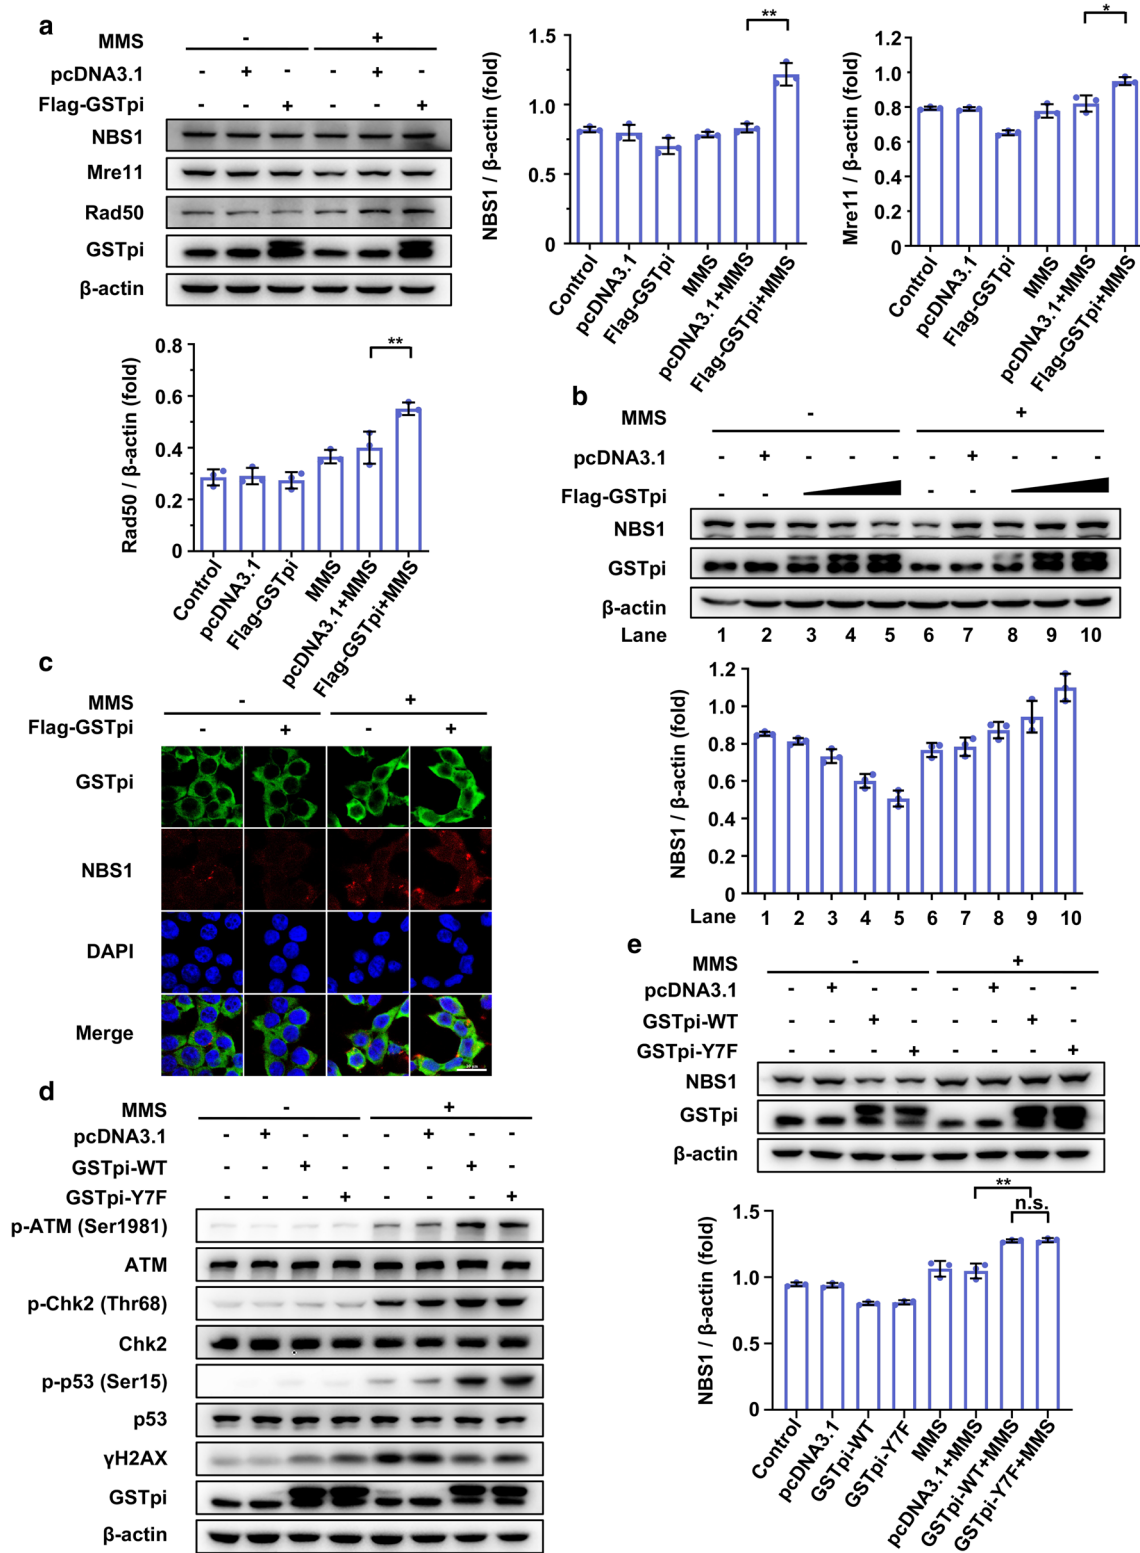 a
MMS - +
pcDNA3.1 - + - - + -
Flag-GSTpi - - + - - +
NBS1
Mre11
Rad50
GSTpi
β-actin
NBS1 / β-actin (fold)
1.5
1.0
0.5
0
**
Control
pcDNA3.1
Flag-GSTpi
MMS
pcDNA3.1+MMS
Flag-GSTpi+MMS
Mre11 / β-actin (fold)
1.2
1.0
0.8
0.6
0.4
0.2
0
*
Control
pcDNA3.1
Flag-GSTpi
MMS
pcDNA3.1+MMS
Flag-GSTpi+MMS
Rad50 / β-actin (fold)
0.8
0.6
0.4
0.2
0
**
Control
pcDNA3.1
Flag-GSTpi
MMS
pcDNA3.1+MMS
Flag-GSTpi+MMS
b
MMS - +
pcDNA3.1 - + - - - - + - - -
Flag-GSTpi - - - -
NBS1
GSTpi
β-actin
Lane 1 2 3 4 5 6 7 8 9 10
NBS1 / β-actin (fold)
1.2
1.0
0.8
0.6
0.4
0.2
0
Lane 1 2 3 4 5 6 7 8 9 10
c
MMS - +
Flag-GSTpi - + - +
GSTpi
NBS1
DAPI
Merge
d
MMS - +
pcDNA3.1 - + - - - + - -
GSTpi-WT - - + - - - + -
GSTpi-Y7F - - - + - - - +
p-ATM (Ser1981)
ATM
p-Chk2 (Thr68)
Chk2
p-p53 (Ser15)
p53
γH2AX
GSTpi
β-actin
e
MMS - +
pcDNA3.1 - + - - - + - -
GSTpi-WT - - + - - - + -
GSTpi-Y7F - - - + - - - +
NBS1
GSTpi
β-actin
NBS1 / β-actin (fold)
1.5
1.0
0.5
0
**
n.s.
Control
pcDNA3.1
GSTpi-WT
GSTpi-Y7F
MMS
pcDNA3.1+MMS
GSTpi-WT+MMS
GSTpi-Y7F+MMS